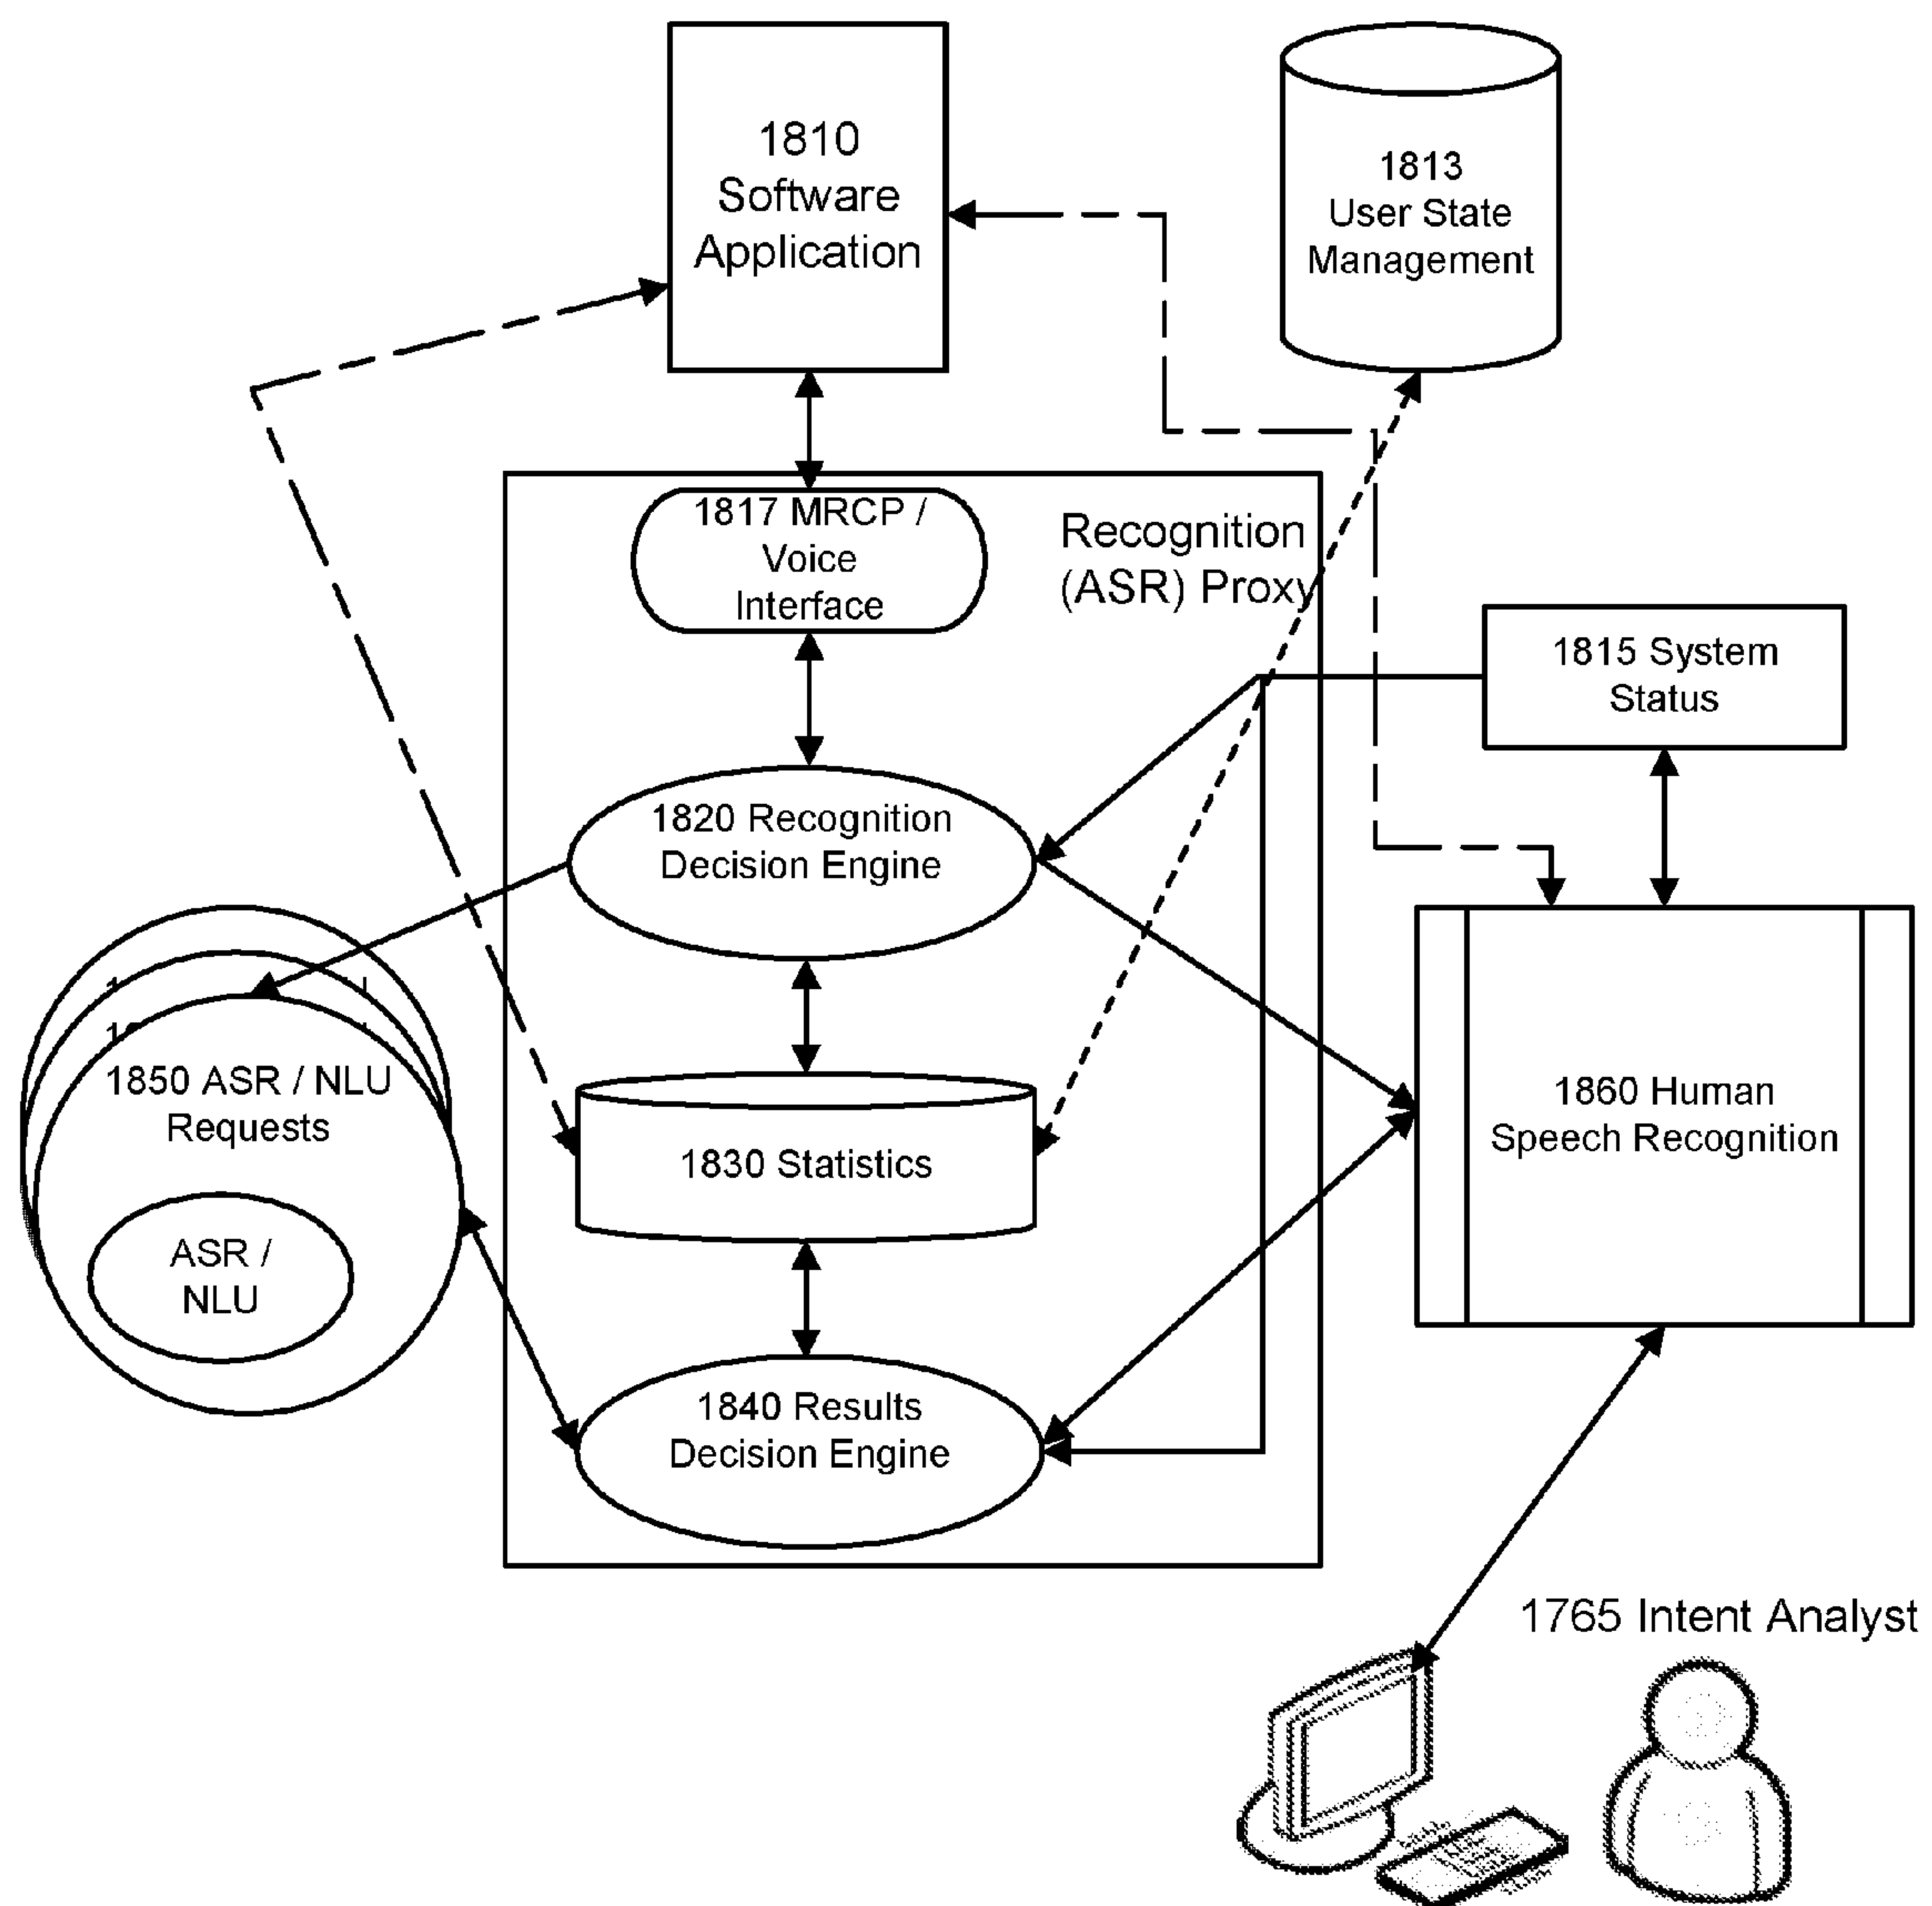 1810
Software
Application
1813
User State
Management
1817 MRCP /
Voice
Interface
Recognition
(ASR) Proxy
1815 System
Status
1820 Recognition
Decision Engine
1850 ASR / NLU
Requests
ASR /
NLU
1830 Statistics
1860 Human
Speech Recognition
1840 Results
Decision Engine
1765 Intent Analyst